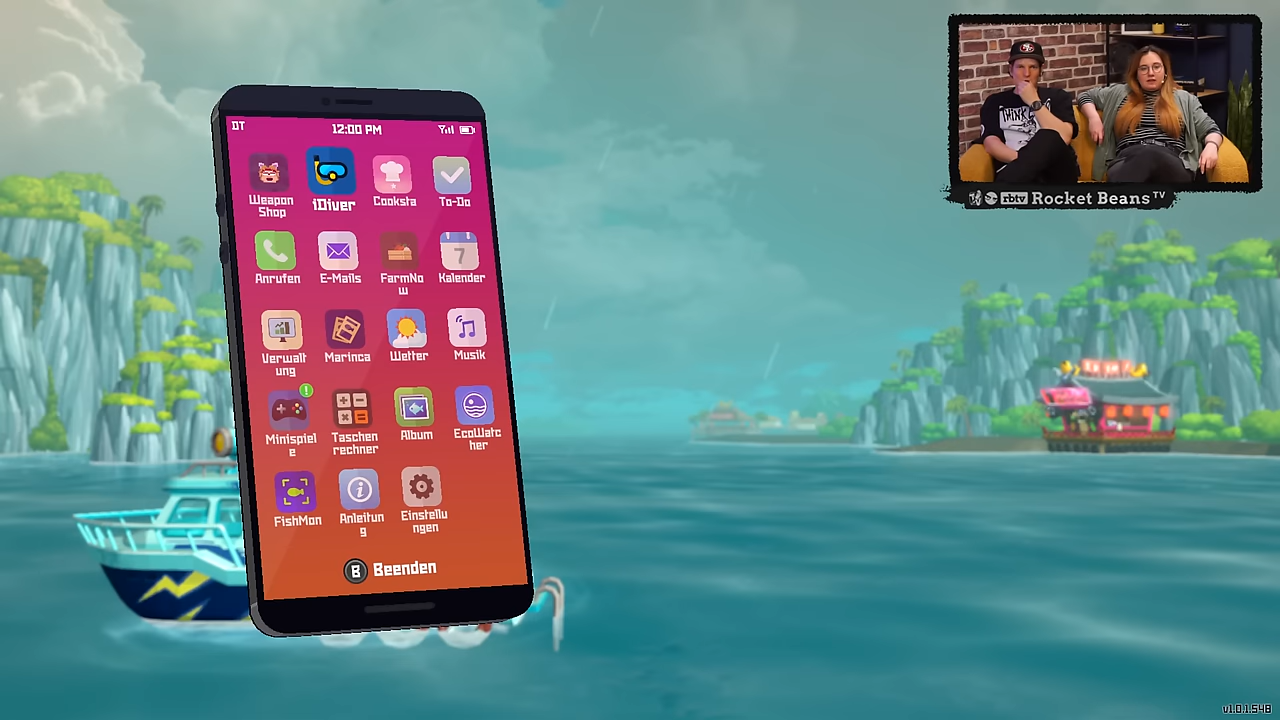 DT
12:00 PM
Weapon
Shop
iDiver
Cooksta
To-Do
Anrufen
E-Mails
FarmNo
w
7
Kalender
Verwalt
ung
Marinca
Wetter
Musik
Minispiel
e
Taschen
rechner
Album
EcoWatc
her
FishMon
Anleitun
g
Einstellu
ngen
B Beenden
THINK
rbtv Rocket Beans TV
v1.0.1.548